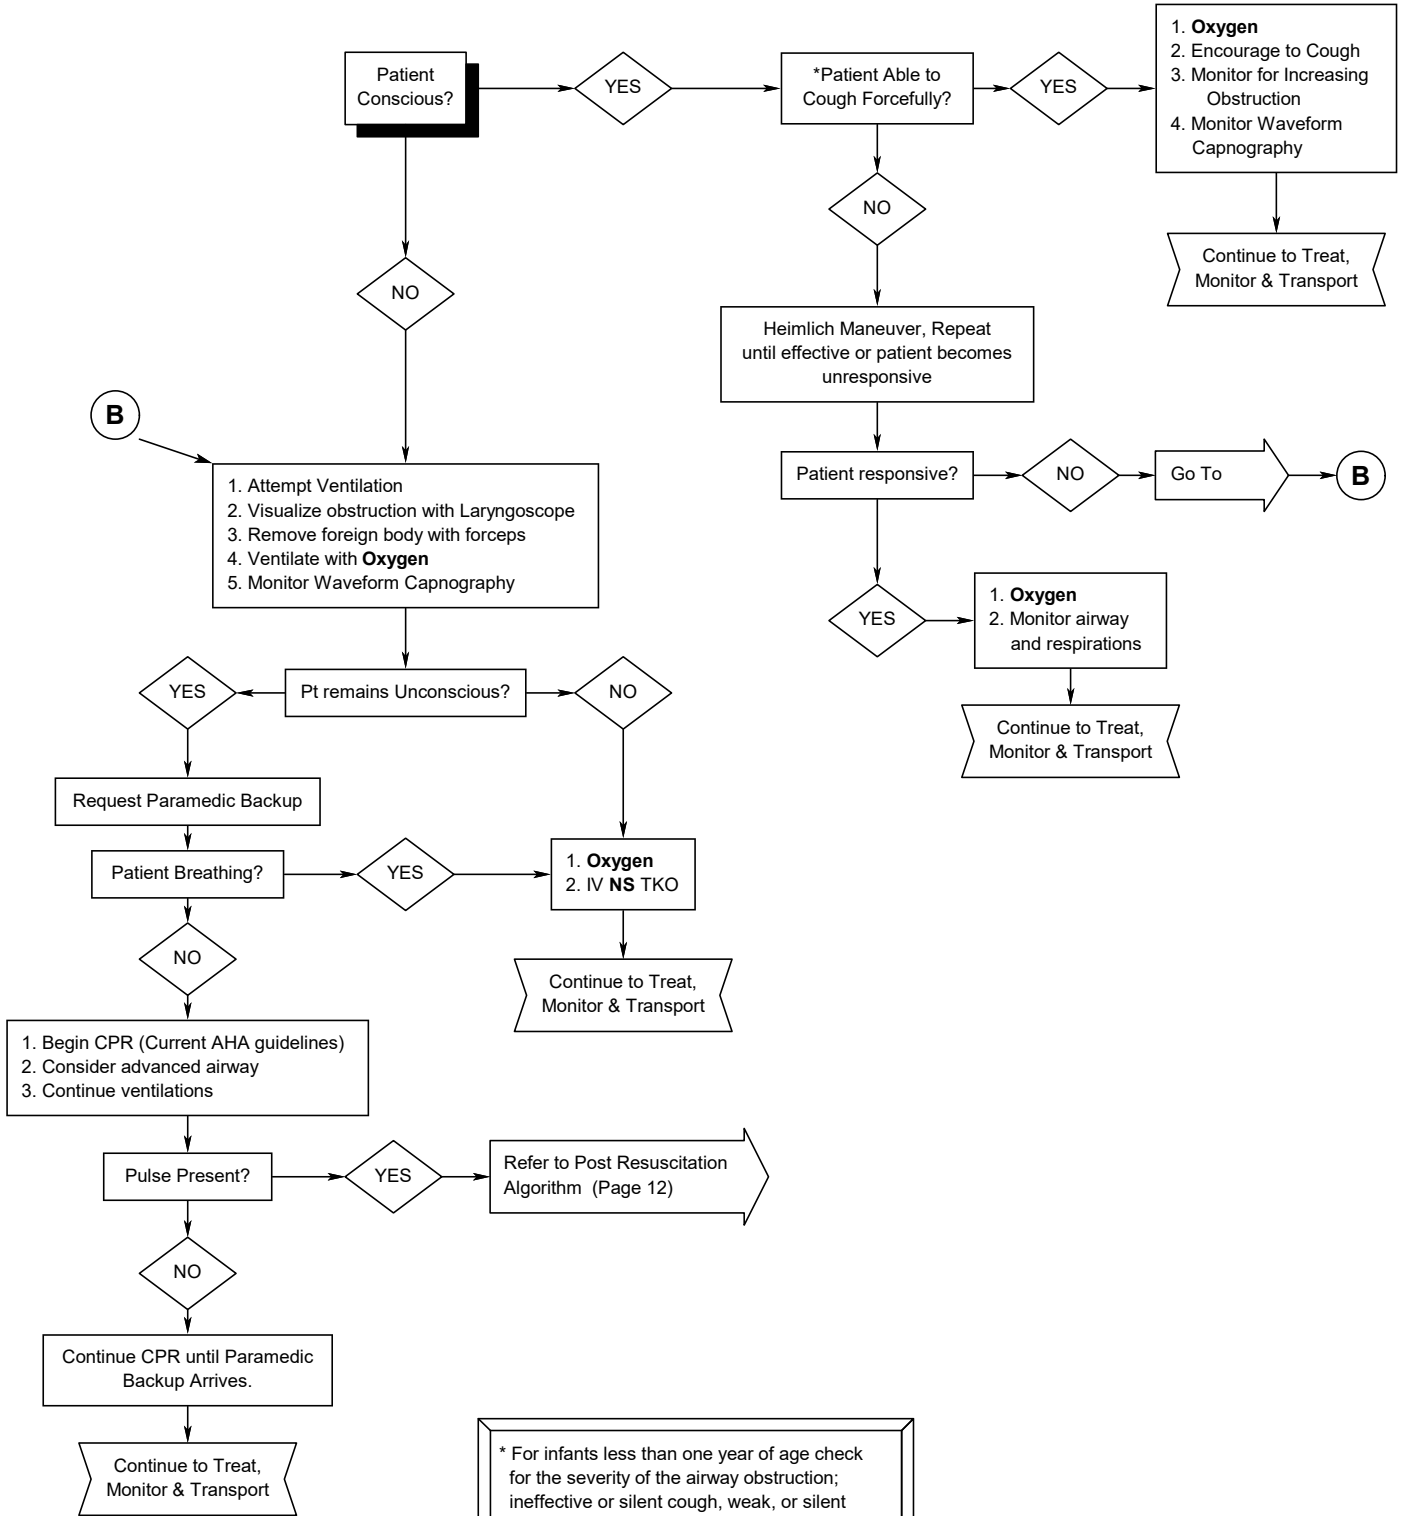 Patient
Conscious?
YES
*Patient Able to
Cough Forcefully?
YES
1. Oxygen
2. Encourage to Cough
3. Monitor for Increasing
Obstruction
4. Monitor Waveform
Capnography
Continue to Treat,
Monitor & Transport
NO
Heimlich Maneuver, Repeat
until effective or patient becomes
unresponsive
Patient responsive?
NO
Go To
B
YES
1. Oxygen
2. Monitor airway
and respirations
Continue to Treat,
Monitor & Transport
NO
B
1. Attempt Ventilation
2. Visualize obstruction with Laryngoscope
3. Remove foreign body with forceps
4. Ventilate with Oxygen
5. Monitor Waveform Capnography
YES
Pt remains Unconscious?
NO
Request Paramedic Backup
Patient Breathing?
YES
1. Oxygen
2. IV NS TKO
Continue to Treat,
Monitor & Transport
NO
1. Begin CPR (Current AHA guidelines)
2. Consider advanced airway
3. Continue ventilations
Pulse Present?
YES
Refer to Post Resuscitation
Algorithm (Page 12)
NO
Continue CPR until Paramedic
Backup Arrives.
Continue to Treat,
Monitor & Transport
* For infants less than one year of age check
for the severity of the airway obstruction;
ineffective or silent cough, weak, or silent